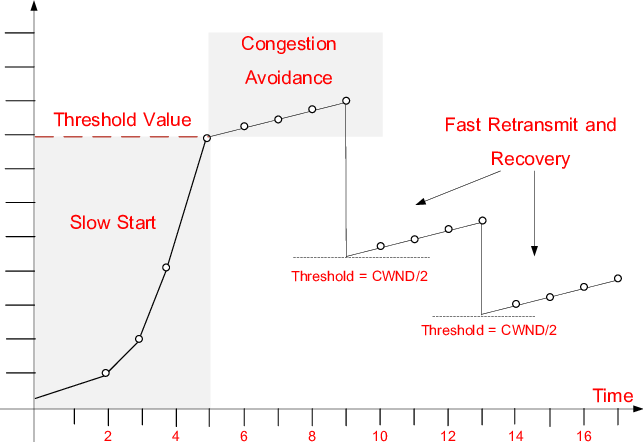 Congestion
Avoidance
Threshold Value
Fast Retransmit and
Recovery
Slow Start
Threshold = CWND/2
Threshold = CWND/2
Time
2 4 6 8 10 12 14 16